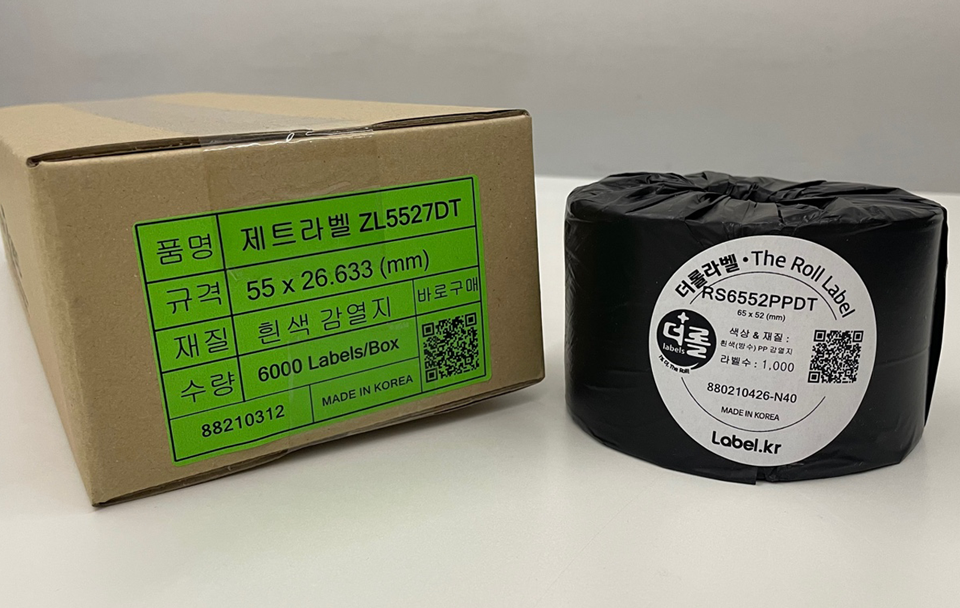 품명 제트라벨 ZL5527DT
규격 55 x 26.633 (mm)
재질 흰색 감열지 바로구매
수량 6000 Labels/Box
88210312 MADE IN KOREA
더롤라벨 • The Roll Label
RS6552PPDT
65 x 52 (mm)
더롤
labels
색상 & 재질 :
흰색(방수) PP 감열지
라벨수 : 1,000
880210426-N40
MADE IN KOREA
Label.kr